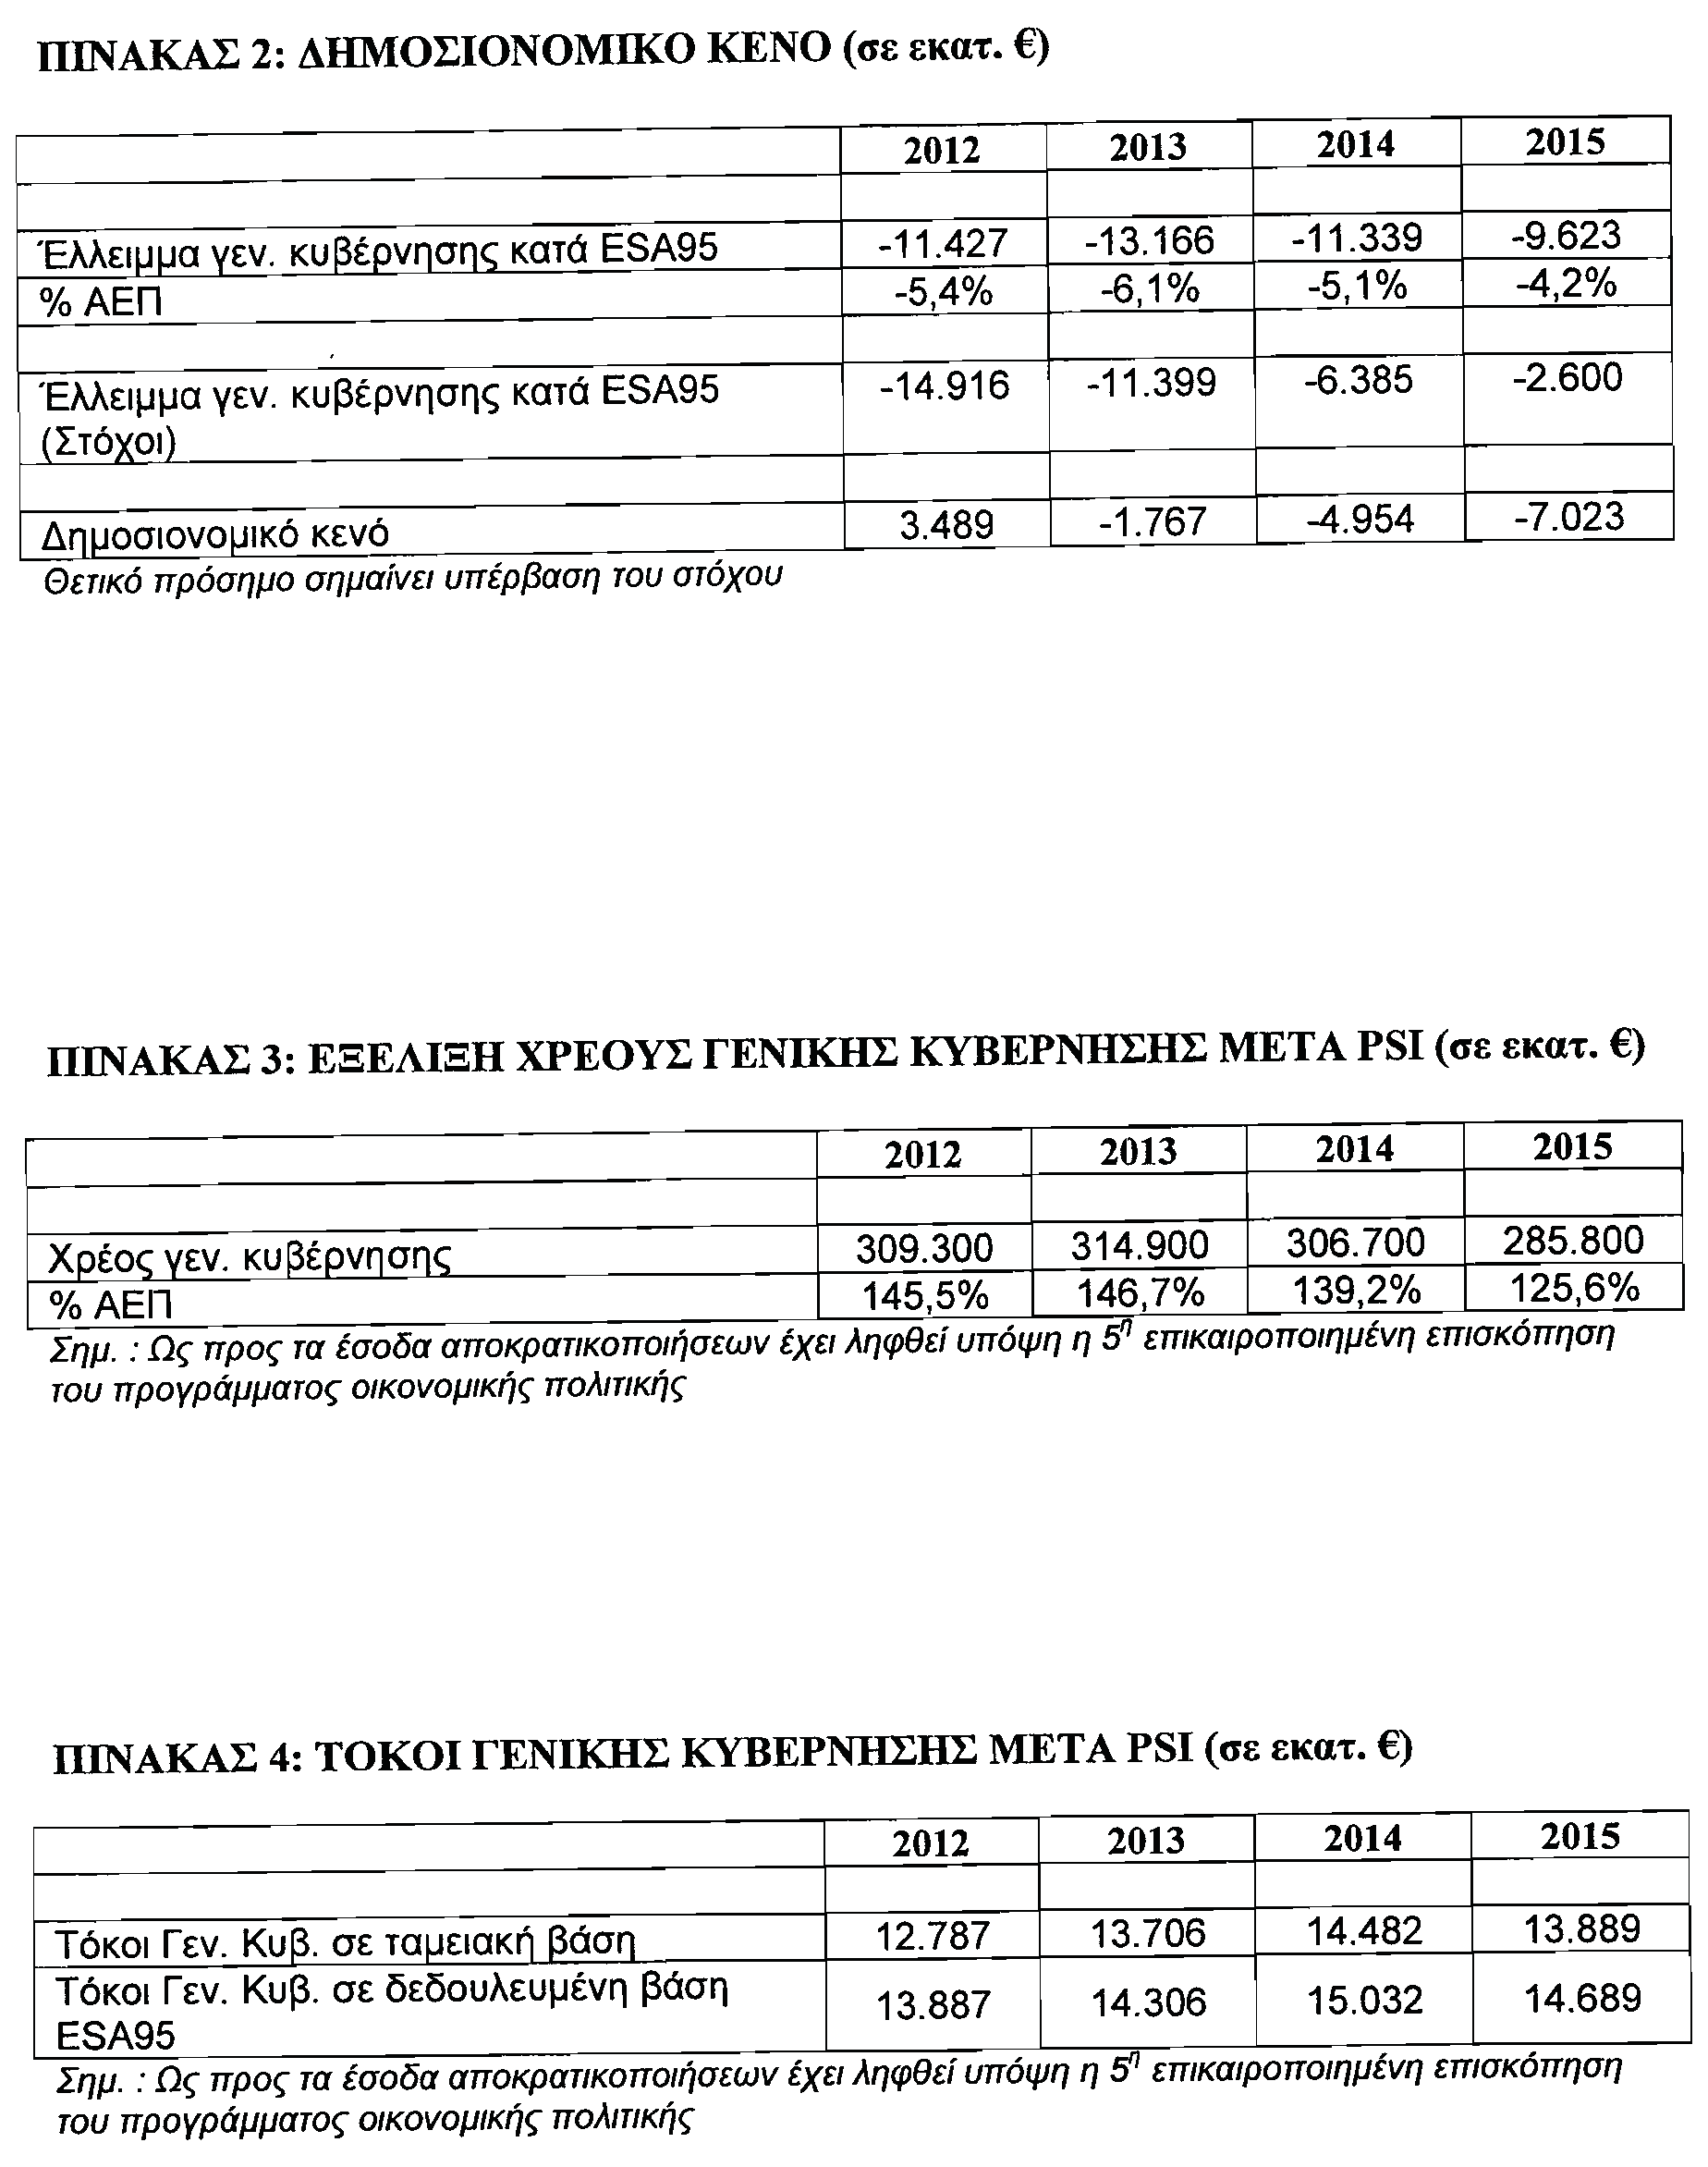 ΠΙΝΑΚΑΣ 2: ΔΗΜΟΣΙΟΝΟΜΙΚΟ ΚΕΝΟ (σε εκατ. €)
2012 2013 2014 2015
Έλλειμμα γεν. κυβέρνησης κατά ESA95 -11.427 -13.166 -11.339 -9.623
% ΑΕΠ -5,4% -6,1% -5,1% -4,2%
Έλλειμμα γεν. κυβέρνησης κατά ESA95 -14.916 -11.399 -6.385 -2.600
(Στόχοι)
Δημοσιονομικό κενό 3.489 -1.767 -4.954 -7.023
Θετικό πρόσημο σημαίνει υπέρβαση του στόχου
ΠΙΝΑΚΑΣ 3: ΕΞΕΛΙΞΗ ΧΡΕΟΥΣ ΓΕΝΙΚΗΣ ΚΥΒΕΡΝΗΣΗΣ ΜΕΤΑ PSI (σε εκατ. €)
2012 2013 2014 2015
Χρέος γεν. κυβέρνησης 309.300 314.900 306.700 285.800
% ΑΕΠ 145,5% 146,7% 139,2% 125,6%
Σημ. : Ως προς τα έσοδα αποκρατικοποιήσεων έχει ληφθεί υπόψη η 5η επικαιροποιημένη επισκόπηση
του προγράμματος οικονομικής πολιτικής
ΠΙΝΑΚΑΣ 4: ΤΟΚΟΙ ΓΕΝΙΚΗΣ ΚΥΒΕΡΝΗΣΗΣ ΜΕΤΑ PSI (σε εκατ. €)
2012 2013 2014 2015
Τόκοι Γεν. Κυβ. σε ταμειακή βάση 12.787 13.706 14.482 13.889
Τόκοι Γεν. Κυβ. σε δεδουλευμένη βάση 13.887 14.306 15.032 14.689
ESA95
Σημ. : Ως προς τα έσοδα αποκρατικοποιήσεων έχει ληφθεί υπόψη η 5η επικαιροποιημένη επισκόπηση
του προγράμματος οικονομικής πολιτικής